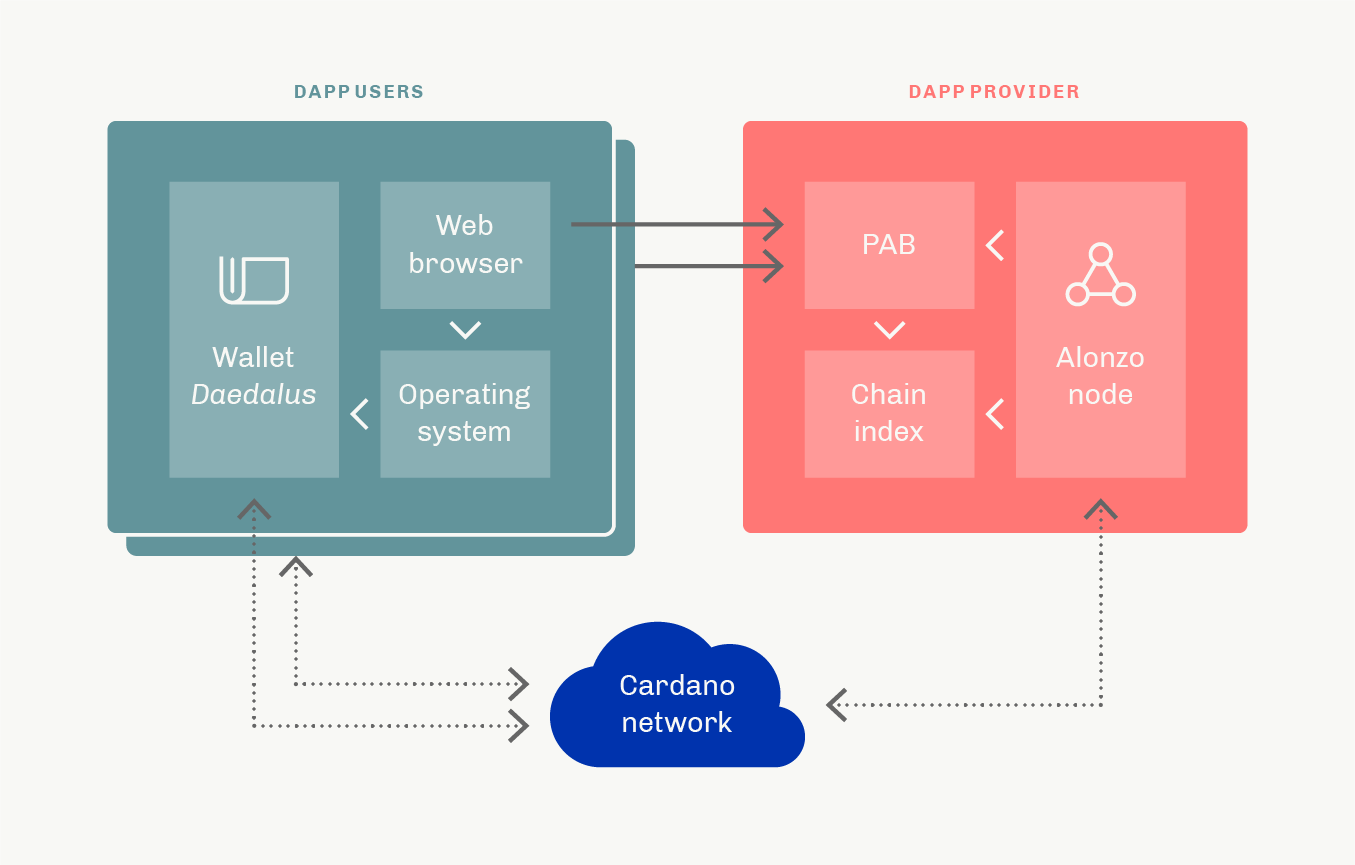 DAPP USERS
DAPP PROVIDER
Wallet
Daedalus
Web
browser
Operating
system
PAB
Chain
index
Alonzo
node
Cardano
network